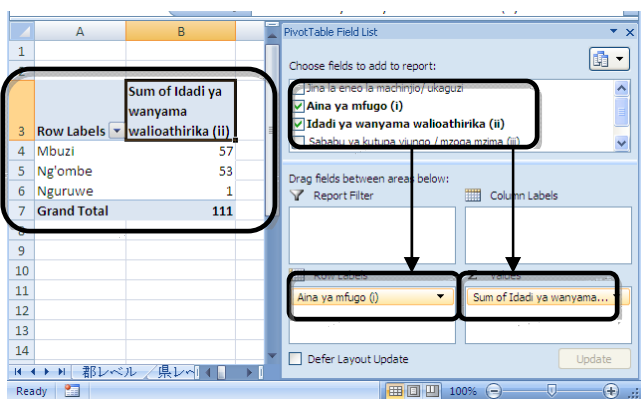 A B
1
3
4
5
6
7
8
9
10
11
12
13
14
Sum of Idadi ya
wanyama
Row Labels walioathirika (ii)
Mbuzi 57
Ng'ombe 53
Nguruwe 1
Grand Total 111
郡レベル 県レベ
Ready
100%
PivotTable Field List
Choose fields to add to report:
Jina la eneo la machinjio/ ukaguzi
Aina ya mfugo (i)
Idadi ya wanyama walioathirika (ii)
Sababu ya kutupa viungo / mzoga mzima (iii)
Drag fields between areas below:
Report Filter Column Labels
Row Labels Σ Values
Aina ya mfugo (i) Sum of Idadi ya wanyama...
Defer Layout Update Update